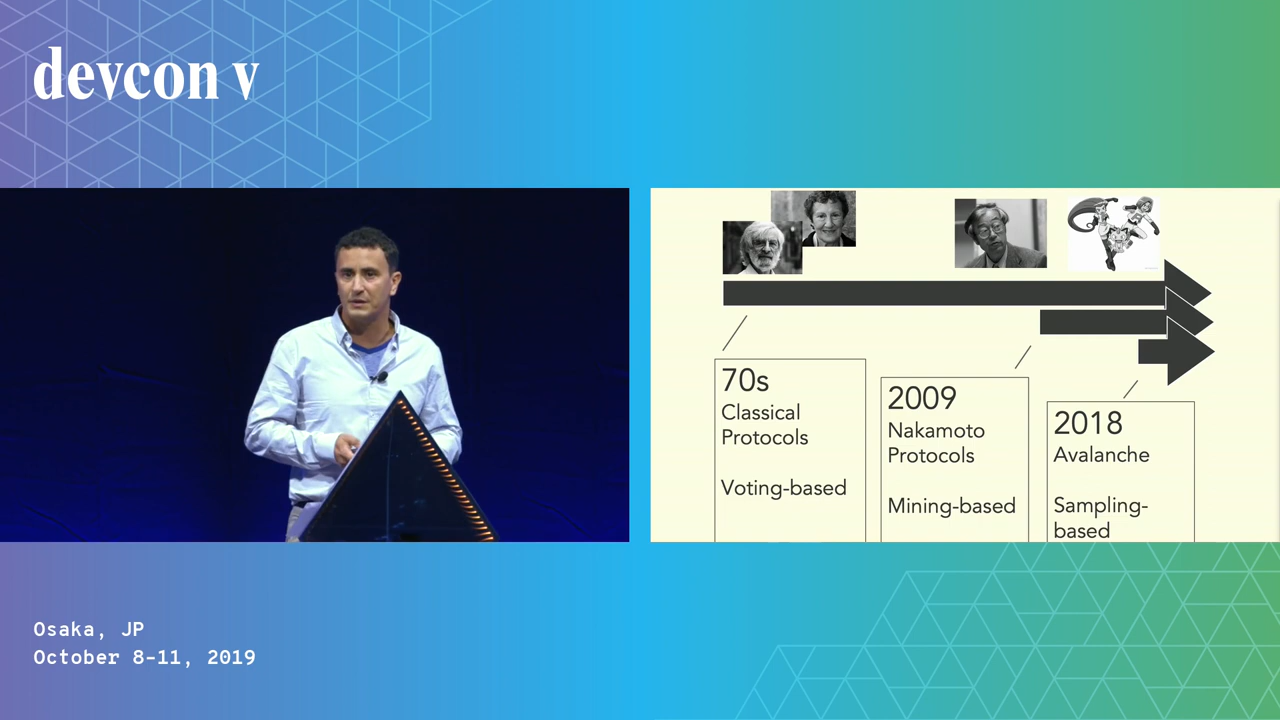 devcon v
70s
Classical
Protocols
Voting-based
2009
Nakamoto
Protocols
Mining-based
2018
Avalanche
Sampling-
based
Osaka, JP
October 8-11, 2019